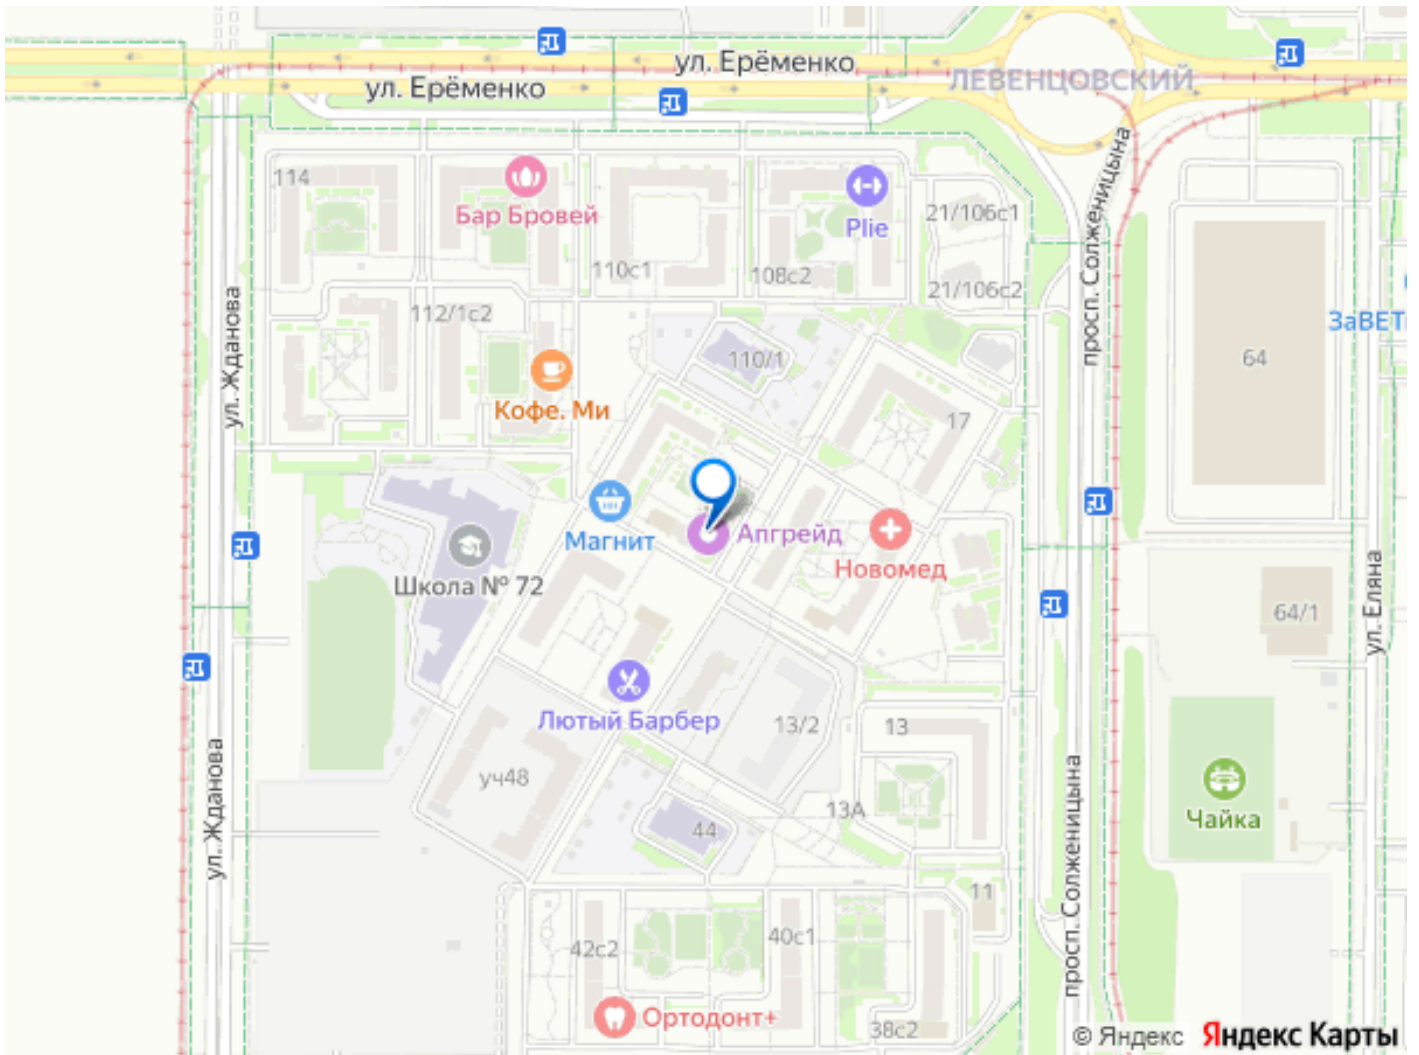 ул. Ерёменко
ул. Ерёменко
ЛЕВЕНЦОВСКИЙ
114
Бар Бровей
110с1
108с2
Plie
21/106с1
21/106с2
просп. Солженицына
ул. Жданова
112/1с2
110/1
64
ЗаВЕТ
Кофе. Ми
17
Магнит
Апгрейд
Новомед
Школа № 72
64/1
ул. Еляна
Лютый Барбер
13/2
13
уч48
ул. Жданова
13А
44
просп. Солженицына
Чайка
11
42с2
40с1
Ортодонт+
38с2
© Яндекс Яндекс Карты